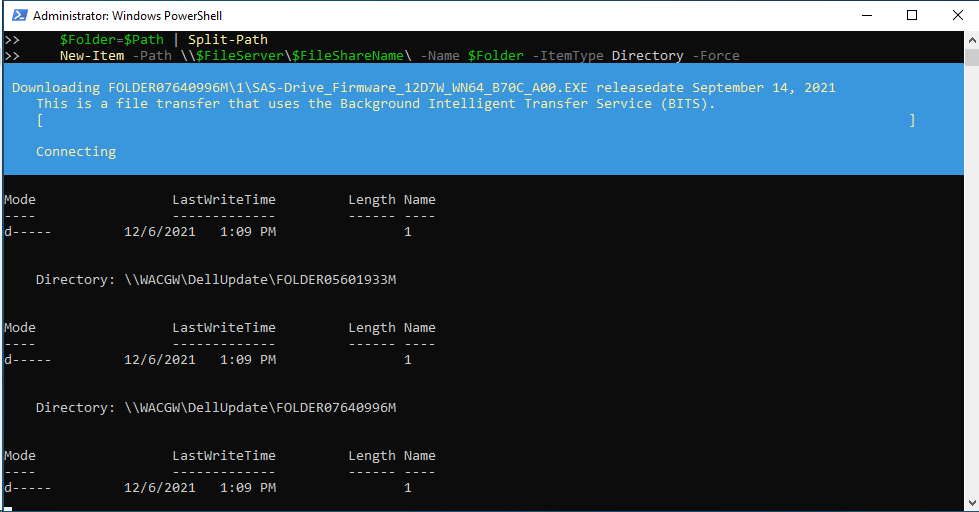 Administrator: Windows PowerShell
>>     $Folder=$Path | Split-Path
>>     New-Item -Path \\$FileServer\$FileShareName\ -Name $Folder -ItemType Directory -Force
Downloading FOLDER07640996M\1\SAS-Drive_Firmware_12D7W_WN64_B70C_A00.EXE releasedate September 14, 2021
This is a file transfer that uses the Background Intelligent Transfer Service (BITS).
[                                                                                                            ]
Connecting
Mode                 LastWriteTime         Length Name
----                 -------------         ------ ----
d-----         12/6/2021   1:09 PM                1
Directory: \\WACGW\DellUpdate\FOLDER05601933M
Mode                 LastWriteTime         Length Name
----                 -------------         ------ ----
d-----         12/6/2021   1:09 PM                1
Directory: \\WACGW\DellUpdate\FOLDER07640996M
Mode                 LastWriteTime         Length Name
----                 -------------         ------ ----
d-----         12/6/2021   1:09 PM                1